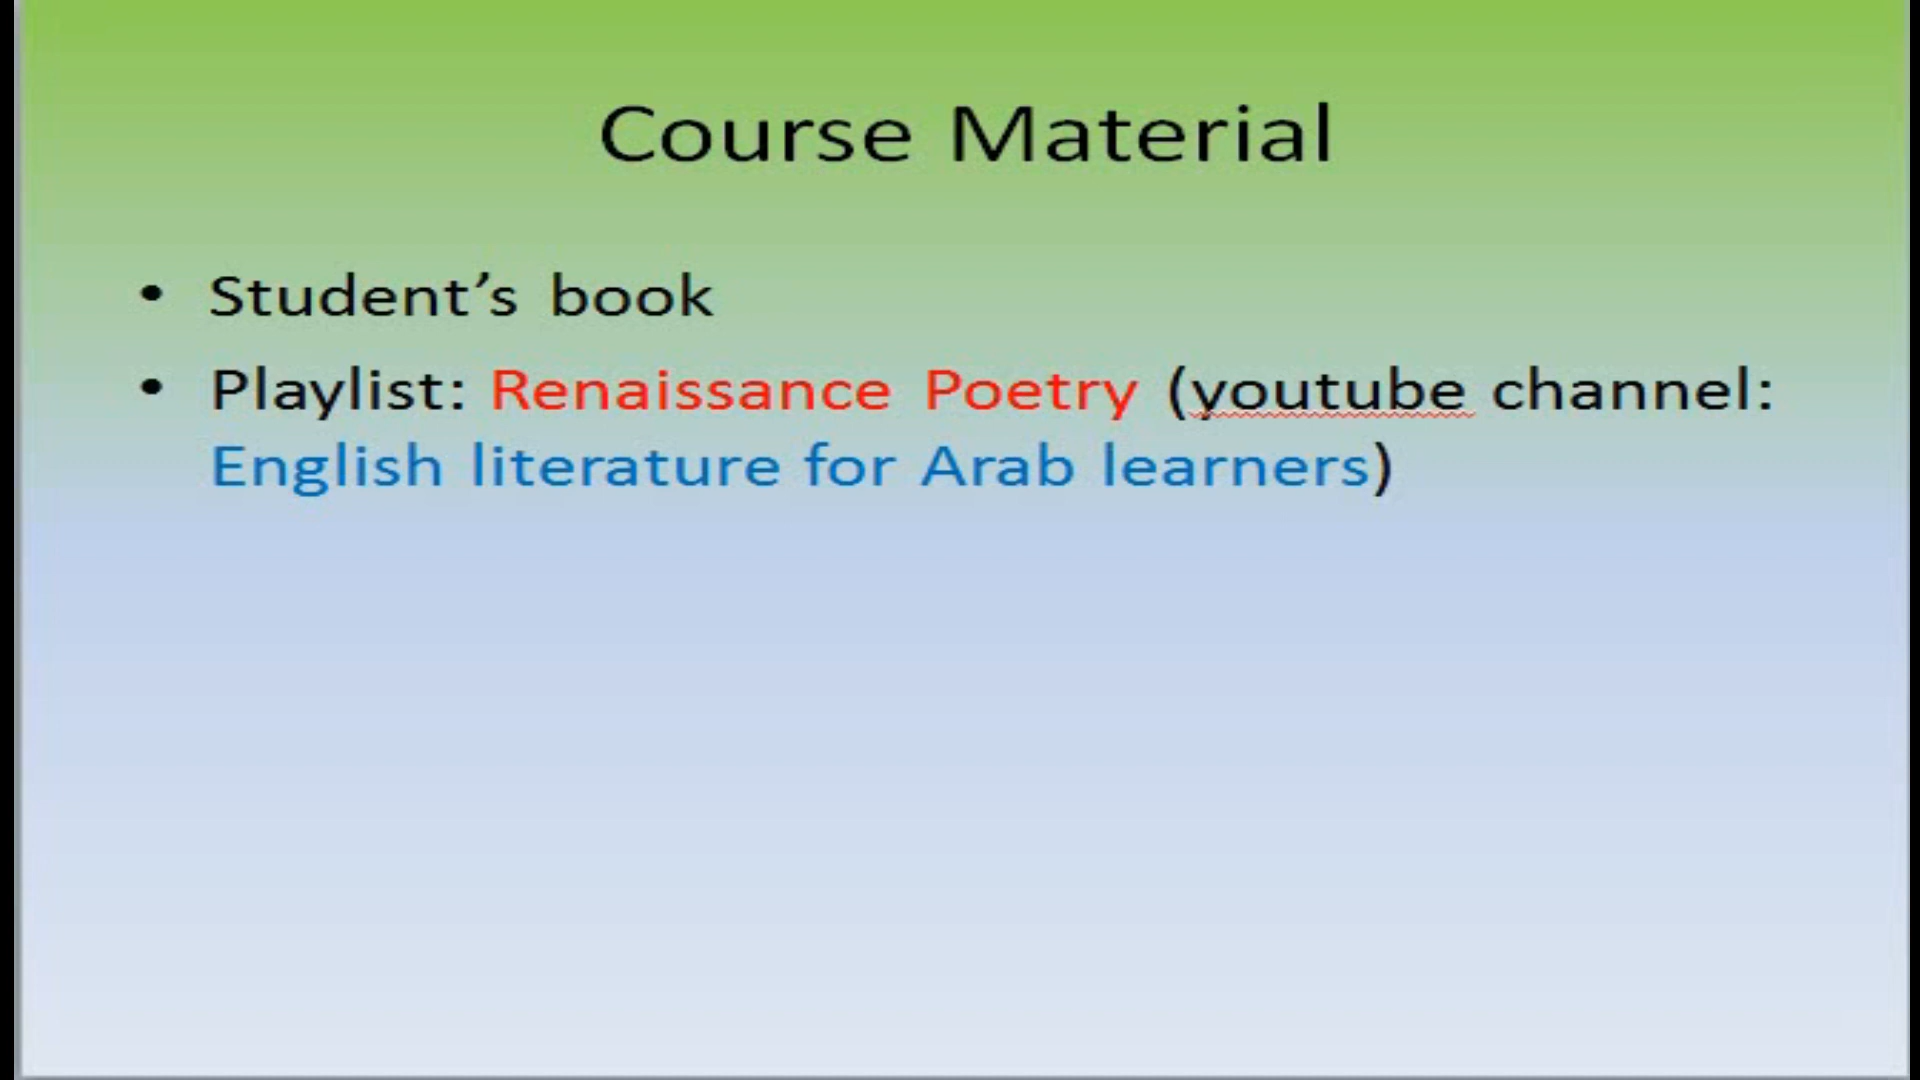 Course Material
• Student’s book
• Playlist: Renaissance Poetry (youtube channel:
English literature for Arab learners)